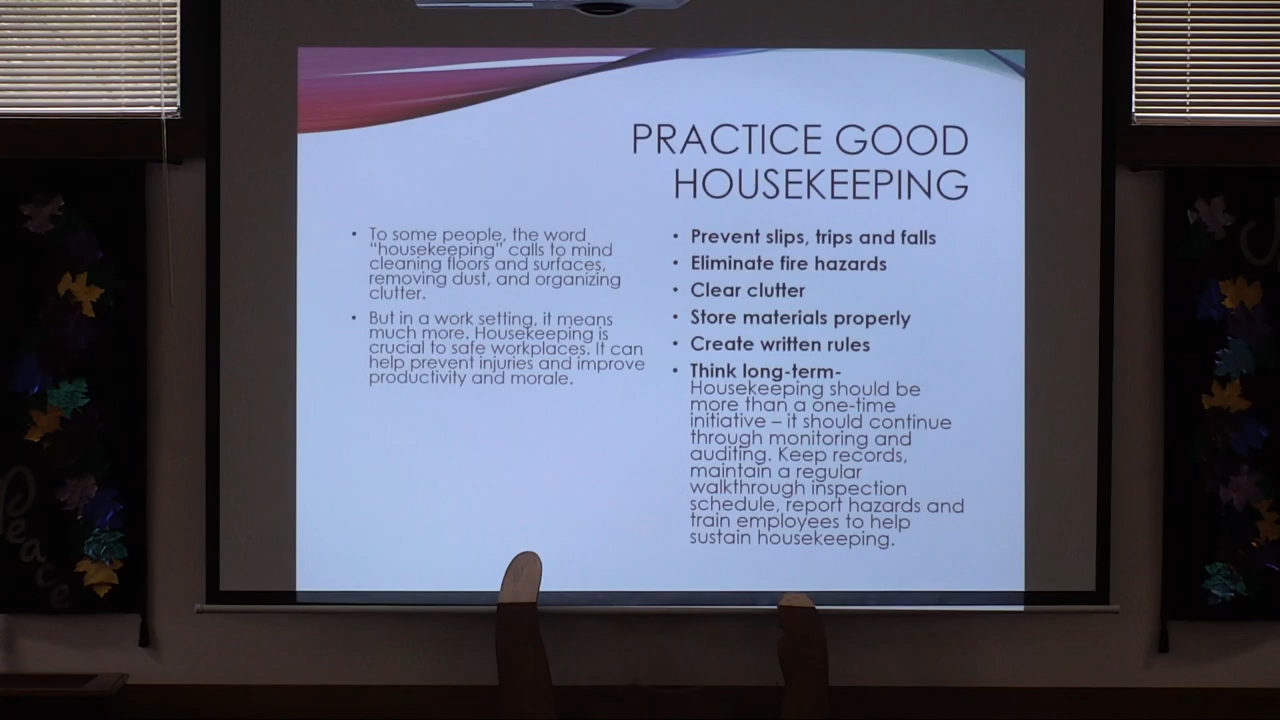 PRACTICE GOOD
HOUSEKEEPING
• To some people, the word
"housekeeping" calls to mind
cleaning floors and surfaces,
removing dust, and organizing
clutter.
• But in a work setting, it means
much more. Housekeeping is
crucial to safe workplaces. It can
help prevent injuries and improve
productivity and morale.
• Prevent slips, trips and falls
• Eliminate fire hazards
• Clear clutter
• Store materials properly
• Create written rules
• Think long-term-
Housekeeping should be
more than a one-time
initiative – it should continue
through monitoring and
auditing. Keep records,
maintain a regular
walkthrough inspection
schedule, report hazards and
train employees to help
sustain housekeeping.
Peace